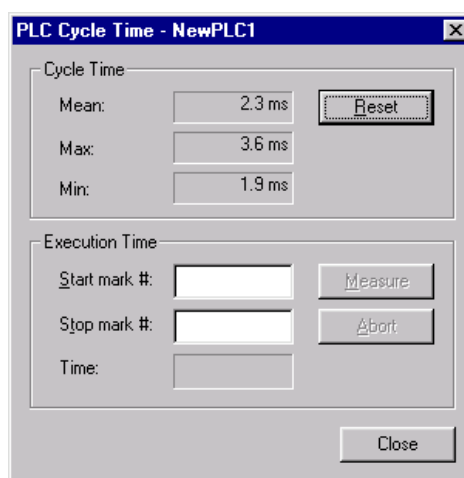 PLC Cycle Time - NewPLC1
Cycle Time
Mean: 2.3 ms Reset
Max: 3.6 ms
Min: 1.9 ms
Execution Time
Start mark #: Measure
Stop mark #: Abort
Time:
Close